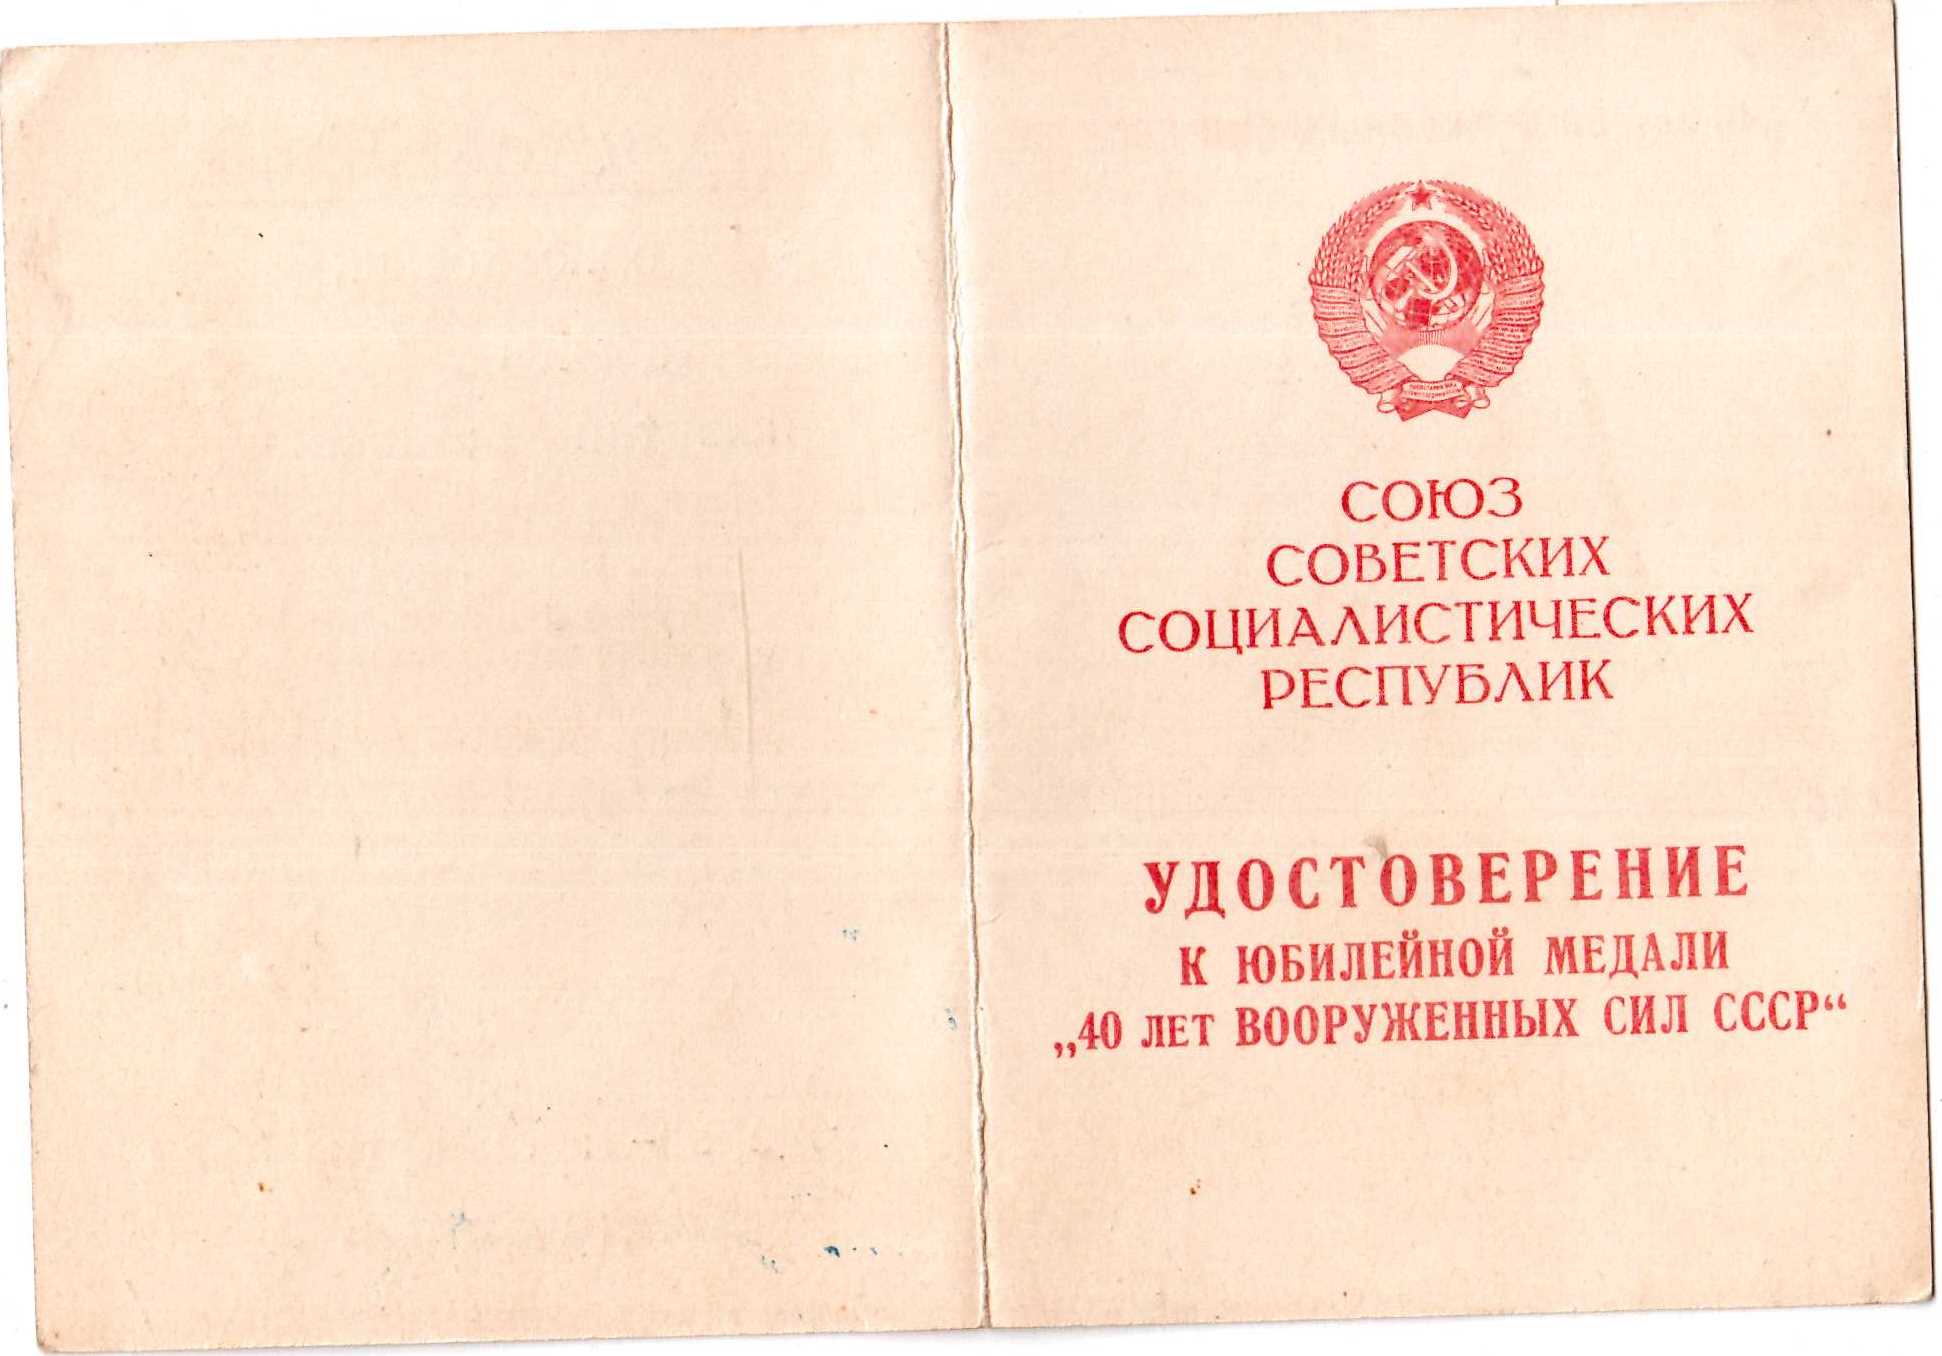 СОЮЗ
СОВЕТСКИХ
СОЦИАЛИСТИЧЕСКИХ
РЕСПУБЛИК
УДОСТОВЕРЕНИЕ
К ЮБИЛЕЙНОЙ МЕДАЛИ
„40 ЛЕТ ВООРУЖЕННЫХ СИЛ СССР“